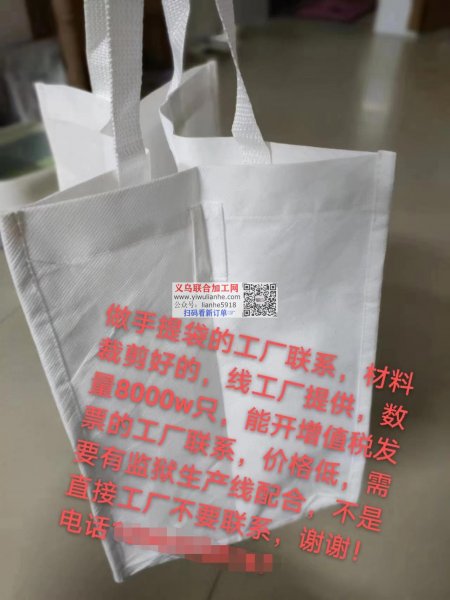 义乌联合加工网
www.yiwulianhe.com
公众号：lianhe5918
扫码看新订单☞
做手提袋的工厂联系，材料
裁剪好的，线工厂提供，数
量8000w只，能开增值税发
票的工厂联系，价格低，需
要有监狱生产线配合，不是
直接工厂不要联系，谢谢！
电话1